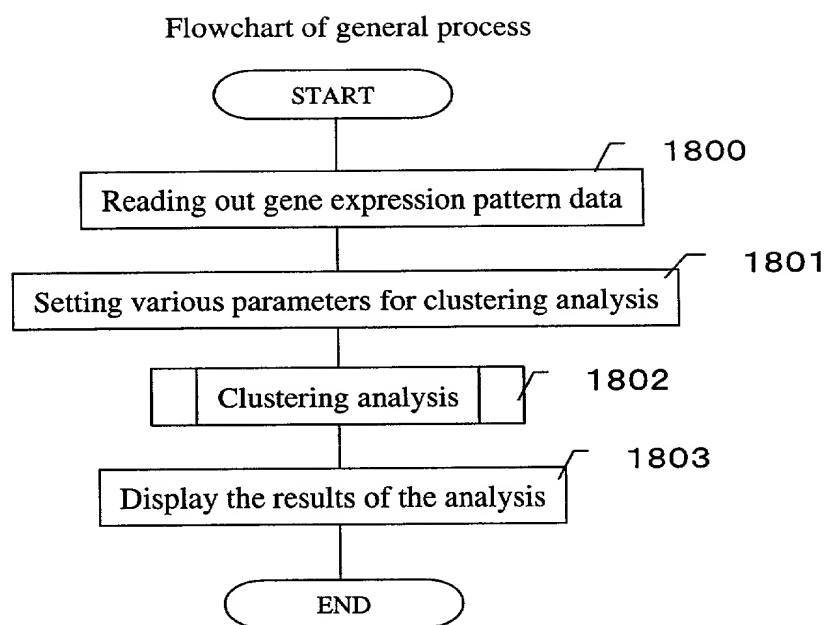 Flowchart of general process
START
1800
Reading out gene expression pattern data
1801
Setting various parameters for clustering analysis
1802
Clustering analysis
1803
Display the results of the analysis
END